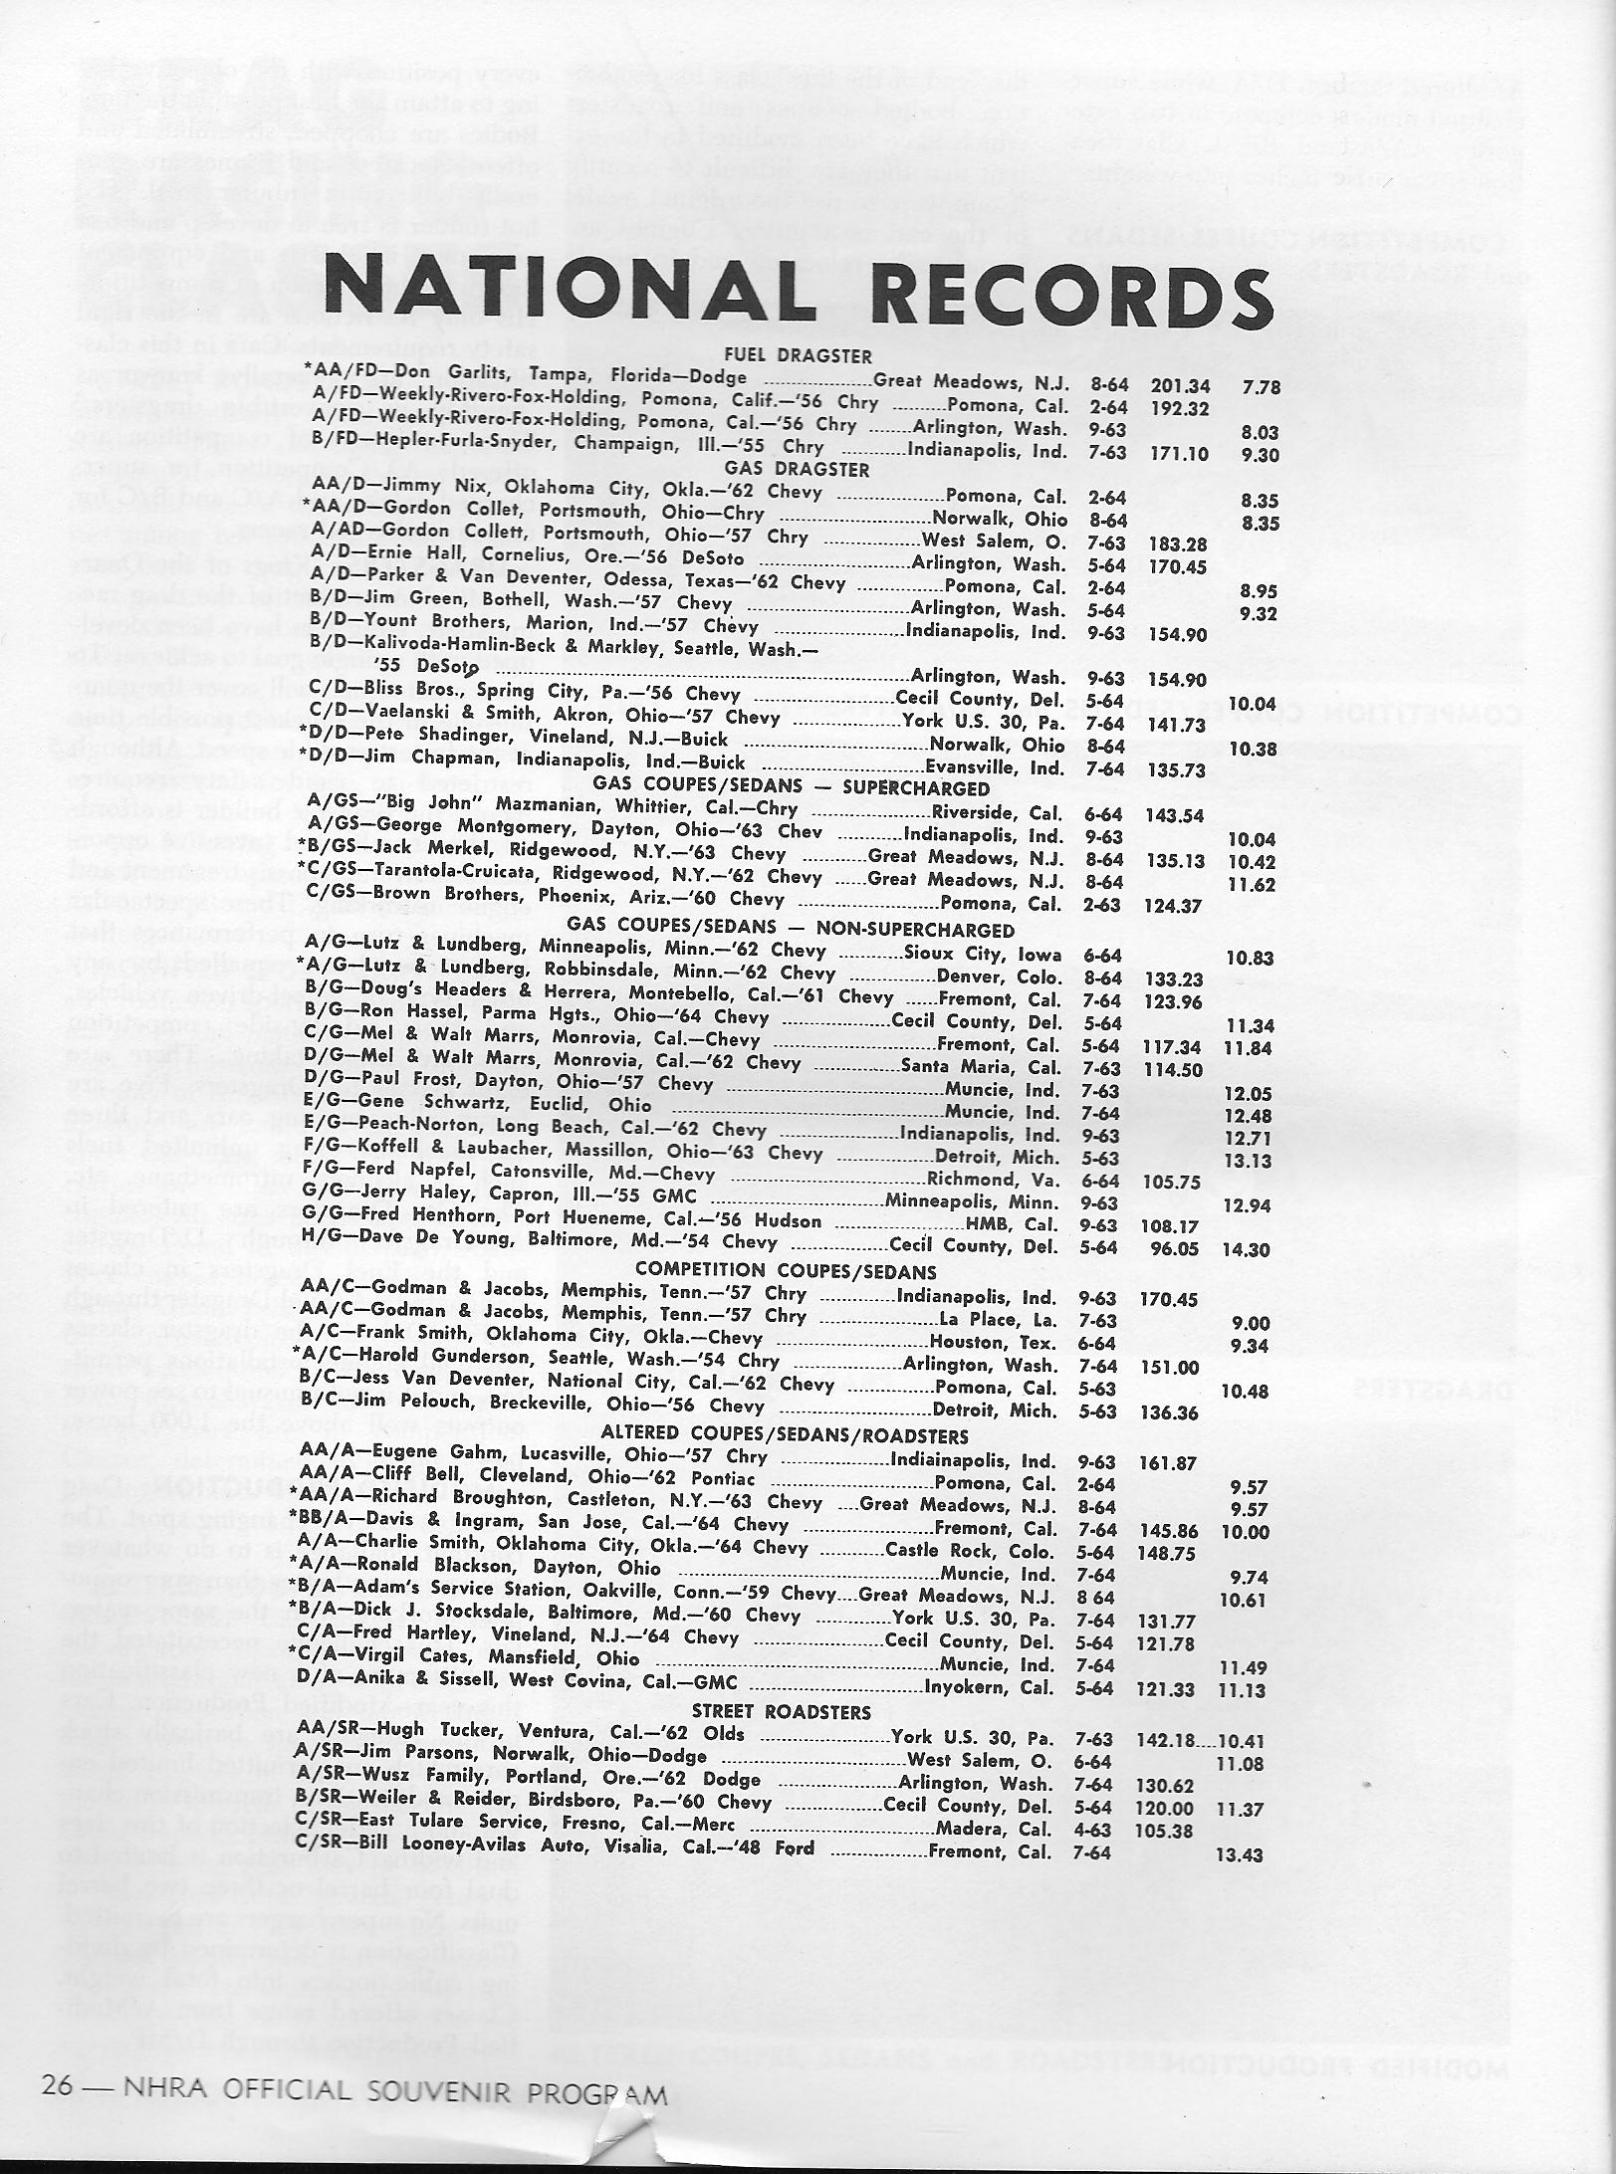 NATIONAL RECORDS
FUEL DRAGSTER
*AA/FD—Don Garlits, Tampa, Florida—Dodge ....................Great Meadows, N.J. 8-64 201.34 7.78
A/FD—Weekly-Rivero-Fox-Holding, Pomona, Calif.—'56 Chry ..........Pomona, Cal. 2-64 192.32
A/FD—Weekly-Rivero-Fox-Holding, Pomona, Cal.—'56 Chry ........Arlington, Wash. 9-63 8.03
B/FD—Hepler-Furla-Snyder, Champaign, Ill.—'55 Chry ............Indianapolis, Ind. 7-63 171.10 9.30
GAS DRAGSTER
AA/D—Jimmy Nix, Oklahoma City, Okla.—'62 Chevy ....................Pomona, Cal. 2-64 8.35
*AA/D—Gordon Collet, Portsmouth, Ohio—Chry ............................Norwalk, Ohio 8-64 8.35
A/AD—Gordon Collett, Portsmouth, Ohio—'57 Chry ..................West Salem, O. 7-63 183.28
A/D—Ernie Hall, Cornelius, Ore.—'56 DeSoto ............................Arlington, Wash. 5-64 170.45
A/D—Parker & Van Deventer, Odessa, Texas—'62 Chevy ................Pomona, Cal. 2-64 8.95
B/D—Jim Green, Bothell, Wash.—'57 Chevy ..............................Arlington, Wash. 5-64 9.32
B/D—Yount Brothers, Marion, Ind.—'57 Chevy ........................Indianapolis, Ind. 9-63 154.90
B/D—Kalivoda-Hamlin-Beck & Markley, Seattle, Wash.—
'55 DeSoto ............................................................Arlington, Wash. 9-63 154.90
C/D—Bliss Bros., Spring City, Pa.—'56 Chevy ..........................Cecil County, Del. 5-64 10.04
C/D—Vaelanski & Smith, Akron, Ohio—'57 Chevy ....................York U.S. 30, Pa. 7-64 141.73
*D/D—Pete Shadinger, Vineland, N.J.—Buick ..................................Norwalk, Ohio 8-64 10.38
*D/D—Jim Chapman, Indianapolis, Ind.—Buick ..............................Evansville, Ind. 7-64 135.73
GAS COUPES/SEDANS — SUPERCHARGED
A/GS—"Big John" Mazmanian, Whittier, Cal.—Chry ......................Riverside, Cal. 6-64 143.54
A/GS—George Montgomery, Dayton, Ohio—'63 Chev ............Indianapolis, Ind. 9-63 10.04
*B/GS—Jack Merkel, Ridgewood, N.Y.—'63 Chevy ............Great Meadows, N.J. 8-64 135.13 10.42
*C/GS—Tarantola-Cruicata, Ridgewood, N.Y.—'62 Chevy ......Great Meadows, N.J. 8-64 11.62
C/GS—Brown Brothers, Phoenix, Ariz.—'60 Chevy ..........................Pomona, Cal. 2-63 124.37
GAS COUPES/SEDANS — NON-SUPERCHARGED
A/G—Lutz & Lundberg, Minneapolis, Minn.—'62 Chevy ............Sioux City, Iowa 6-64 10.83
*A/G—Lutz & Lundberg, Robbinsdale, Minn.—'62 Chevy ................Denver, Colo. 8-64 133.23
B/G—Doug's Headers & Herrera, Montebello, Cal.—'61 Chevy ......Fremont, Cal. 7-64 123.96
B/G—Ron Hassel, Parma Hgts., Ohio—'64 Chevy ....................Cecil County, Del. 5-64 11.34
C/G—Mel & Walt Marrs, Monrovia, Cal.—Chevy ..............................Fremont, Cal. 5-64 117.34 11.84
D/G—Mel & Walt Marrs, Monrovia, Cal.—'62 Chevy ................Santa Maria, Cal. 7-63 114.50
D/G—Paul Frost, Dayton, Ohio—'57 Chevy ........................................Muncie, Ind. 7-63 12.05
E/G—Gene Schwartz, Euclid, Ohio ..................................................Muncie, Ind. 7-64 12.48
E/G—Peach-Norton, Long Beach, Cal.—'62 Chevy ......................Indianapolis, Ind. 9-63 12.71
F/G—Koffell & Laubacher, Massillon, Ohio—'63 Chevy ..................Detroit, Mich. 5-63 13.13
F/G—Ferd Napfel, Catonsville, Md.—Chevy ....................................Richmond, Va. 6-64 105.75
G/G—Jerry Haley, Capron, Ill.—'55 GMC ................................Minneapolis, Minn. 9-63 12.94
G/G—Fred Henthorn, Port Hueneme, Cal.—'56 Hudson ........................HMB, Cal. 9-63 108.17
H/G—Dave De Young, Baltimore, Md.—'54 Chevy ..................Cecil County, Del. 5-64 96.05 14.30
COMPETITION COUPES/SEDANS
AA/C—Godman & Jacobs, Memphis, Tenn.—'57 Chry ..............Indianapolis, Ind. 9-63 170.45
AA/C—Godman & Jacobs, Memphis, Tenn.—'57 Chry ......................La Place, La. 7-63 9.00
A/C—Frank Smith, Oklahoma City, Okla.—Chevy ............................Houston, Tex. 6-64 9.34
*A/C—Harold Gunderson, Seattle, Wash.—'54 Chry ....................Arlington, Wash. 7-64 151.00
B/C—Jess Van Deventer, National City, Cal.—'62 Chevy ................Pomona, Cal. 5-63 10.48
B/C—Jim Pelouch, Breckeville, Ohio—'56 Chevy ............................Detroit, Mich. 5-63 136.36
ALTERED COUPES/SEDANS/ROADSTERS
AA/A—Eugene Gahm, Lucasville, Ohio—'57 Chry ....................Indiainapolis, Ind. 9-63 161.87
AA/A—Cliff Bell, Cleveland, Ohio—'62 Pontiac ..............................Pomona, Cal. 2-64 9.57
*AA/A—Richard Broughton, Castleton, N.Y.—'63 Chevy ....Great Meadows, N.J. 8-64 9.57
*BB/A—Davis & Ingram, San Jose, Cal.—'64 Chevy ........................Fremont, Cal. 7-64 145.86 10.00
A/A—Charlie Smith, Oklahoma City, Okla.—'64 Chevy ............Castle Rock, Colo. 5-64 148.75
*A/A—Ronald Blackson, Dayton, Ohio ................................................Muncie, Ind. 7-64 9.74
*B/A—Adam's Service Station, Oakville, Conn.—'59 Chevy....Great Meadows, N.J. 8 64 10.61
*B/A—Dick J. Stocksdale, Baltimore, Md.—'60 Chevy ..............York U.S. 30, Pa. 7-64 131.77
C/A—Fred Hartley, Vineland, N.J.—'64 Chevy ........................Cecil County, Del. 5-64 121.78
*C/A—Virgil Cates, Mansfield, Ohio ....................................................Muncie, Ind. 7-64 11.49
D/A—Anika & Sissell, West Covina, Cal.—GMC ................................Inyokern, Cal. 5-64 121.33 11.13
STREET ROADSTERS
AA/SR—Hugh Tucker, Ventura, Cal.—'62 Olds ........................York U.S. 30, Pa. 7-63 142.18....10.41
A/SR—Jim Parsons, Norwalk, Ohio—Dodge ..................................West Salem, O. 6-64 11.08
A/SR—Wusz Family, Portland, Ore.—'62 Dodge ......................Arlington, Wash. 7-64 130.62
B/SR—Weiler & Reider, Birdsboro, Pa.—'60 Chevy ..................Cecil County, Del. 5-64 120.00 11.37
C/SR—East Tulare Service, Fresno, Cal.—Merc ..................................Madera, Cal. 4-63 105.38
C/SR—Bill Looney-Avilas Auto, Visalia, Cal.—'48 Ford ..................Fremont, Cal. 7-64 13.43
26 — NHRA OFFICIAL SOUVENIR PROGRAM